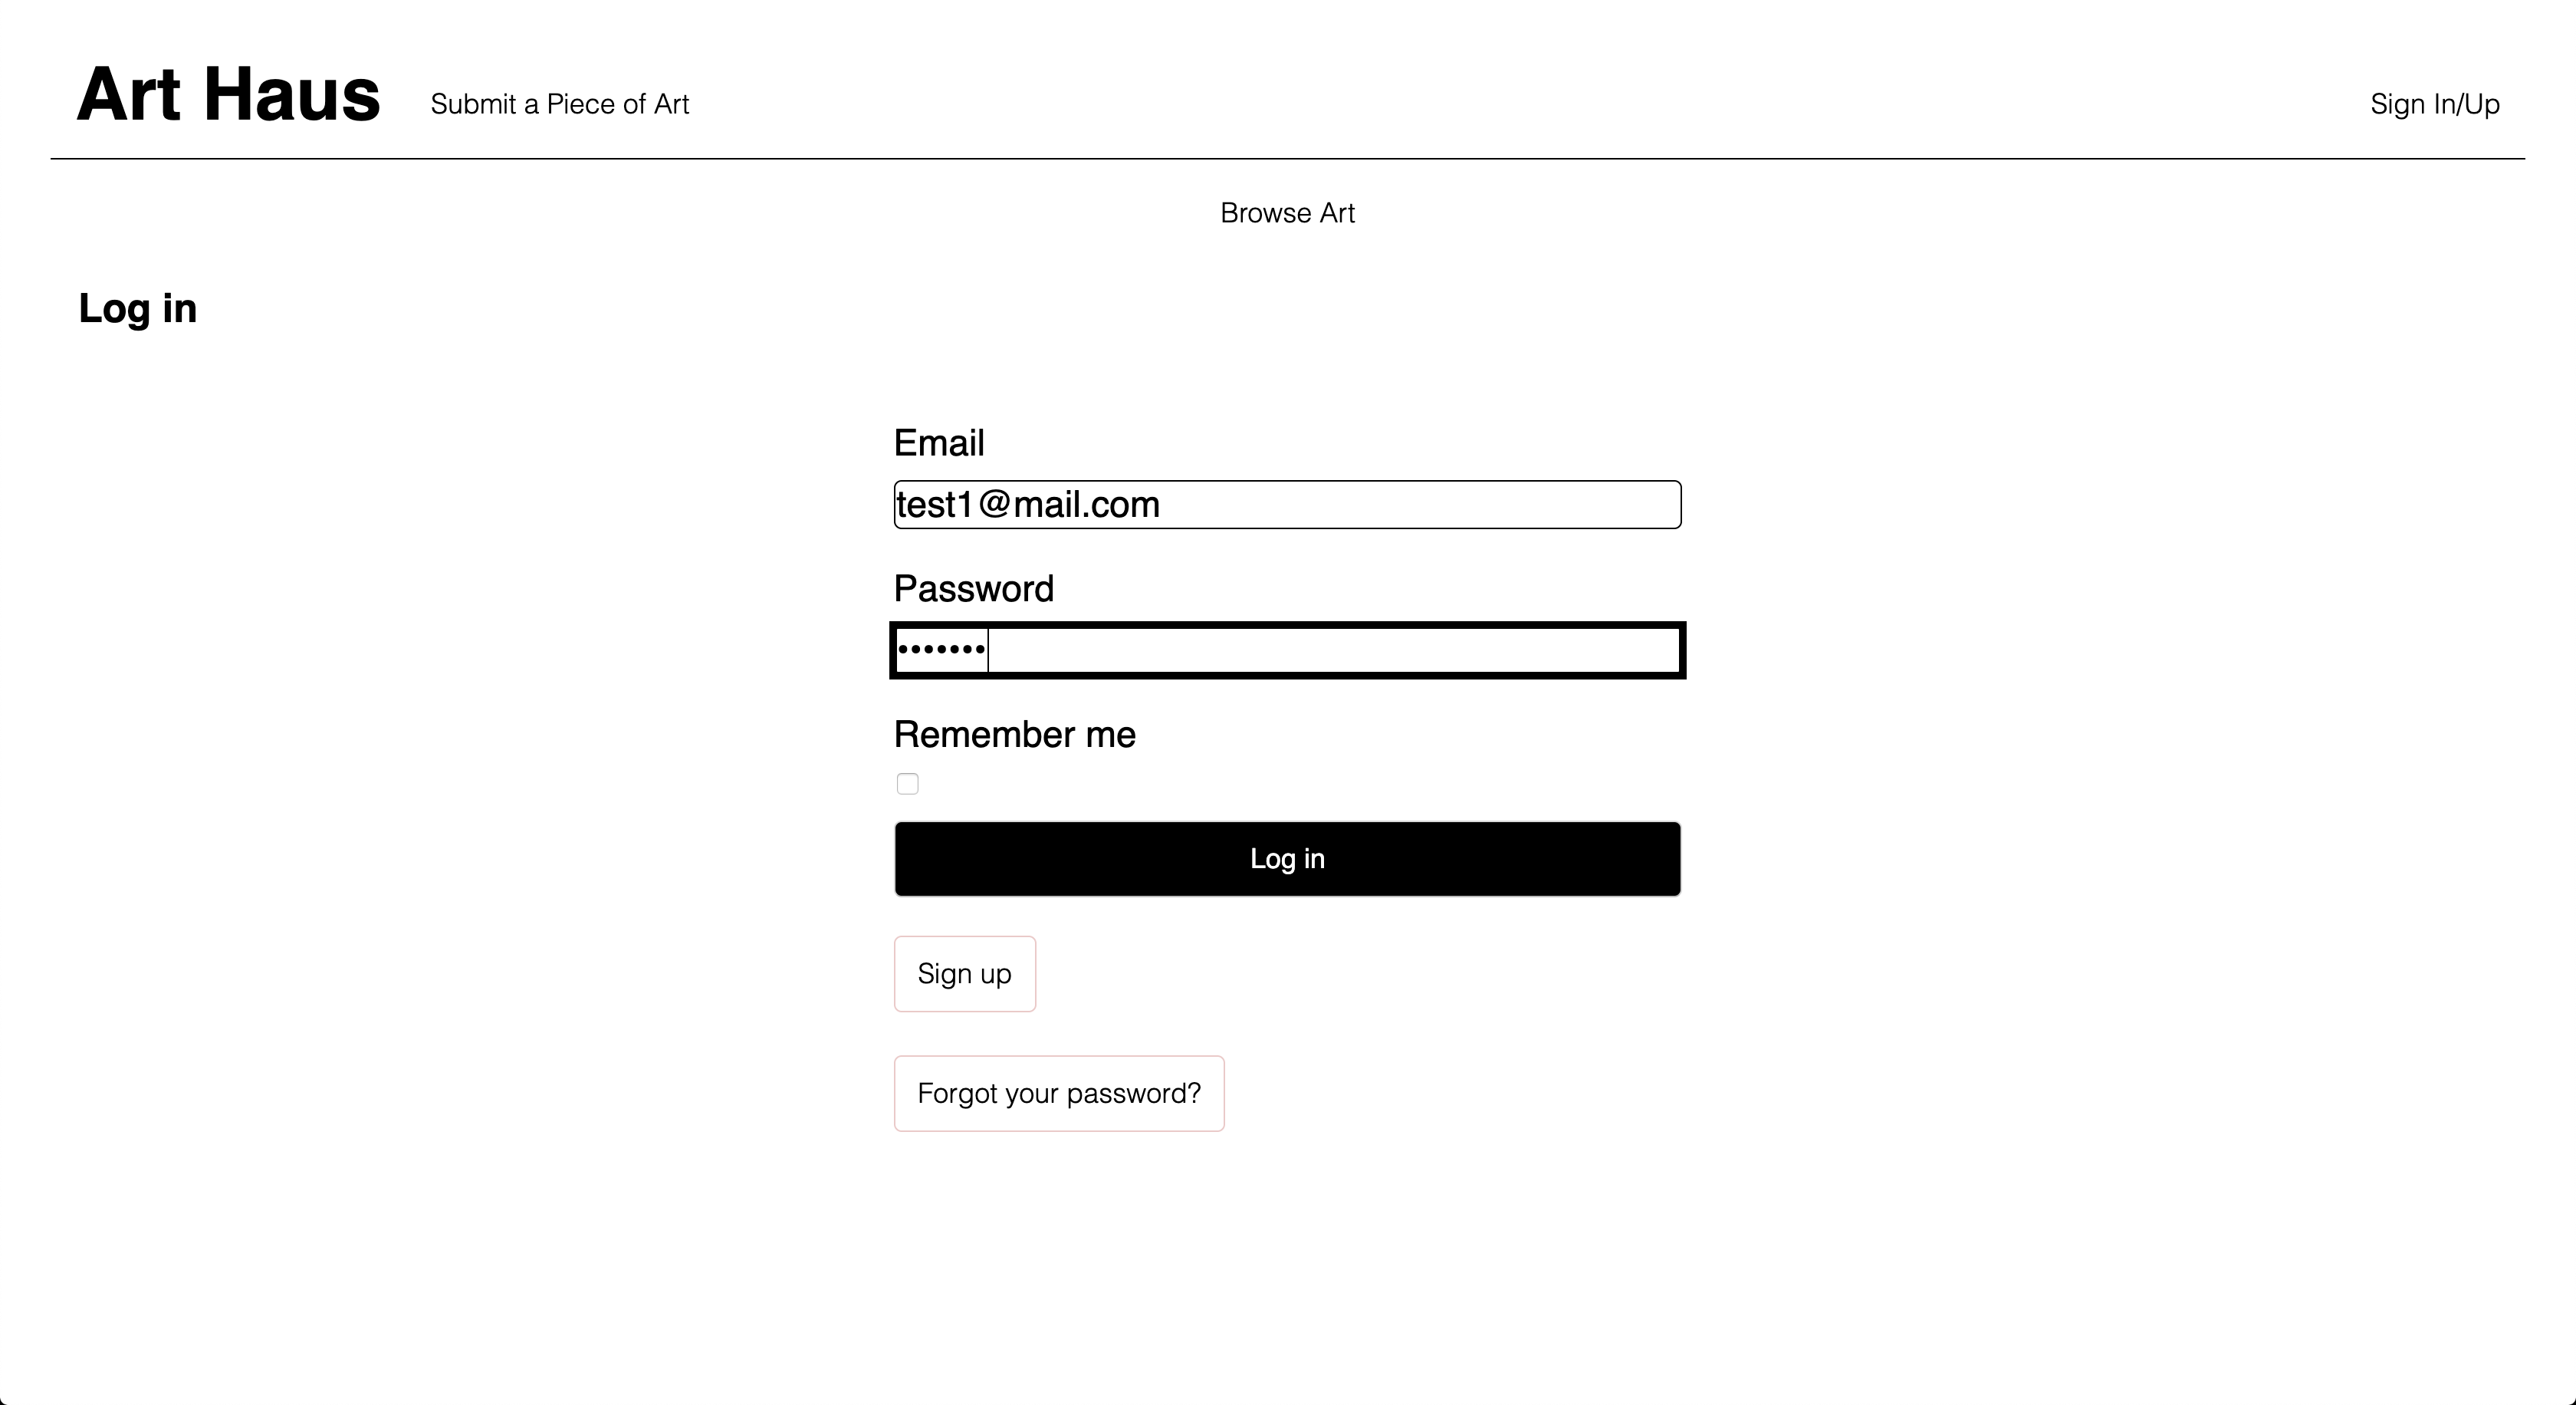 Art Haus Submit a Piece of Art Sign In/Up
Browse Art
Log in
Email
test1@mail.com
Password
•••••••
Remember me
Log in
Sign up
Forgot your password?